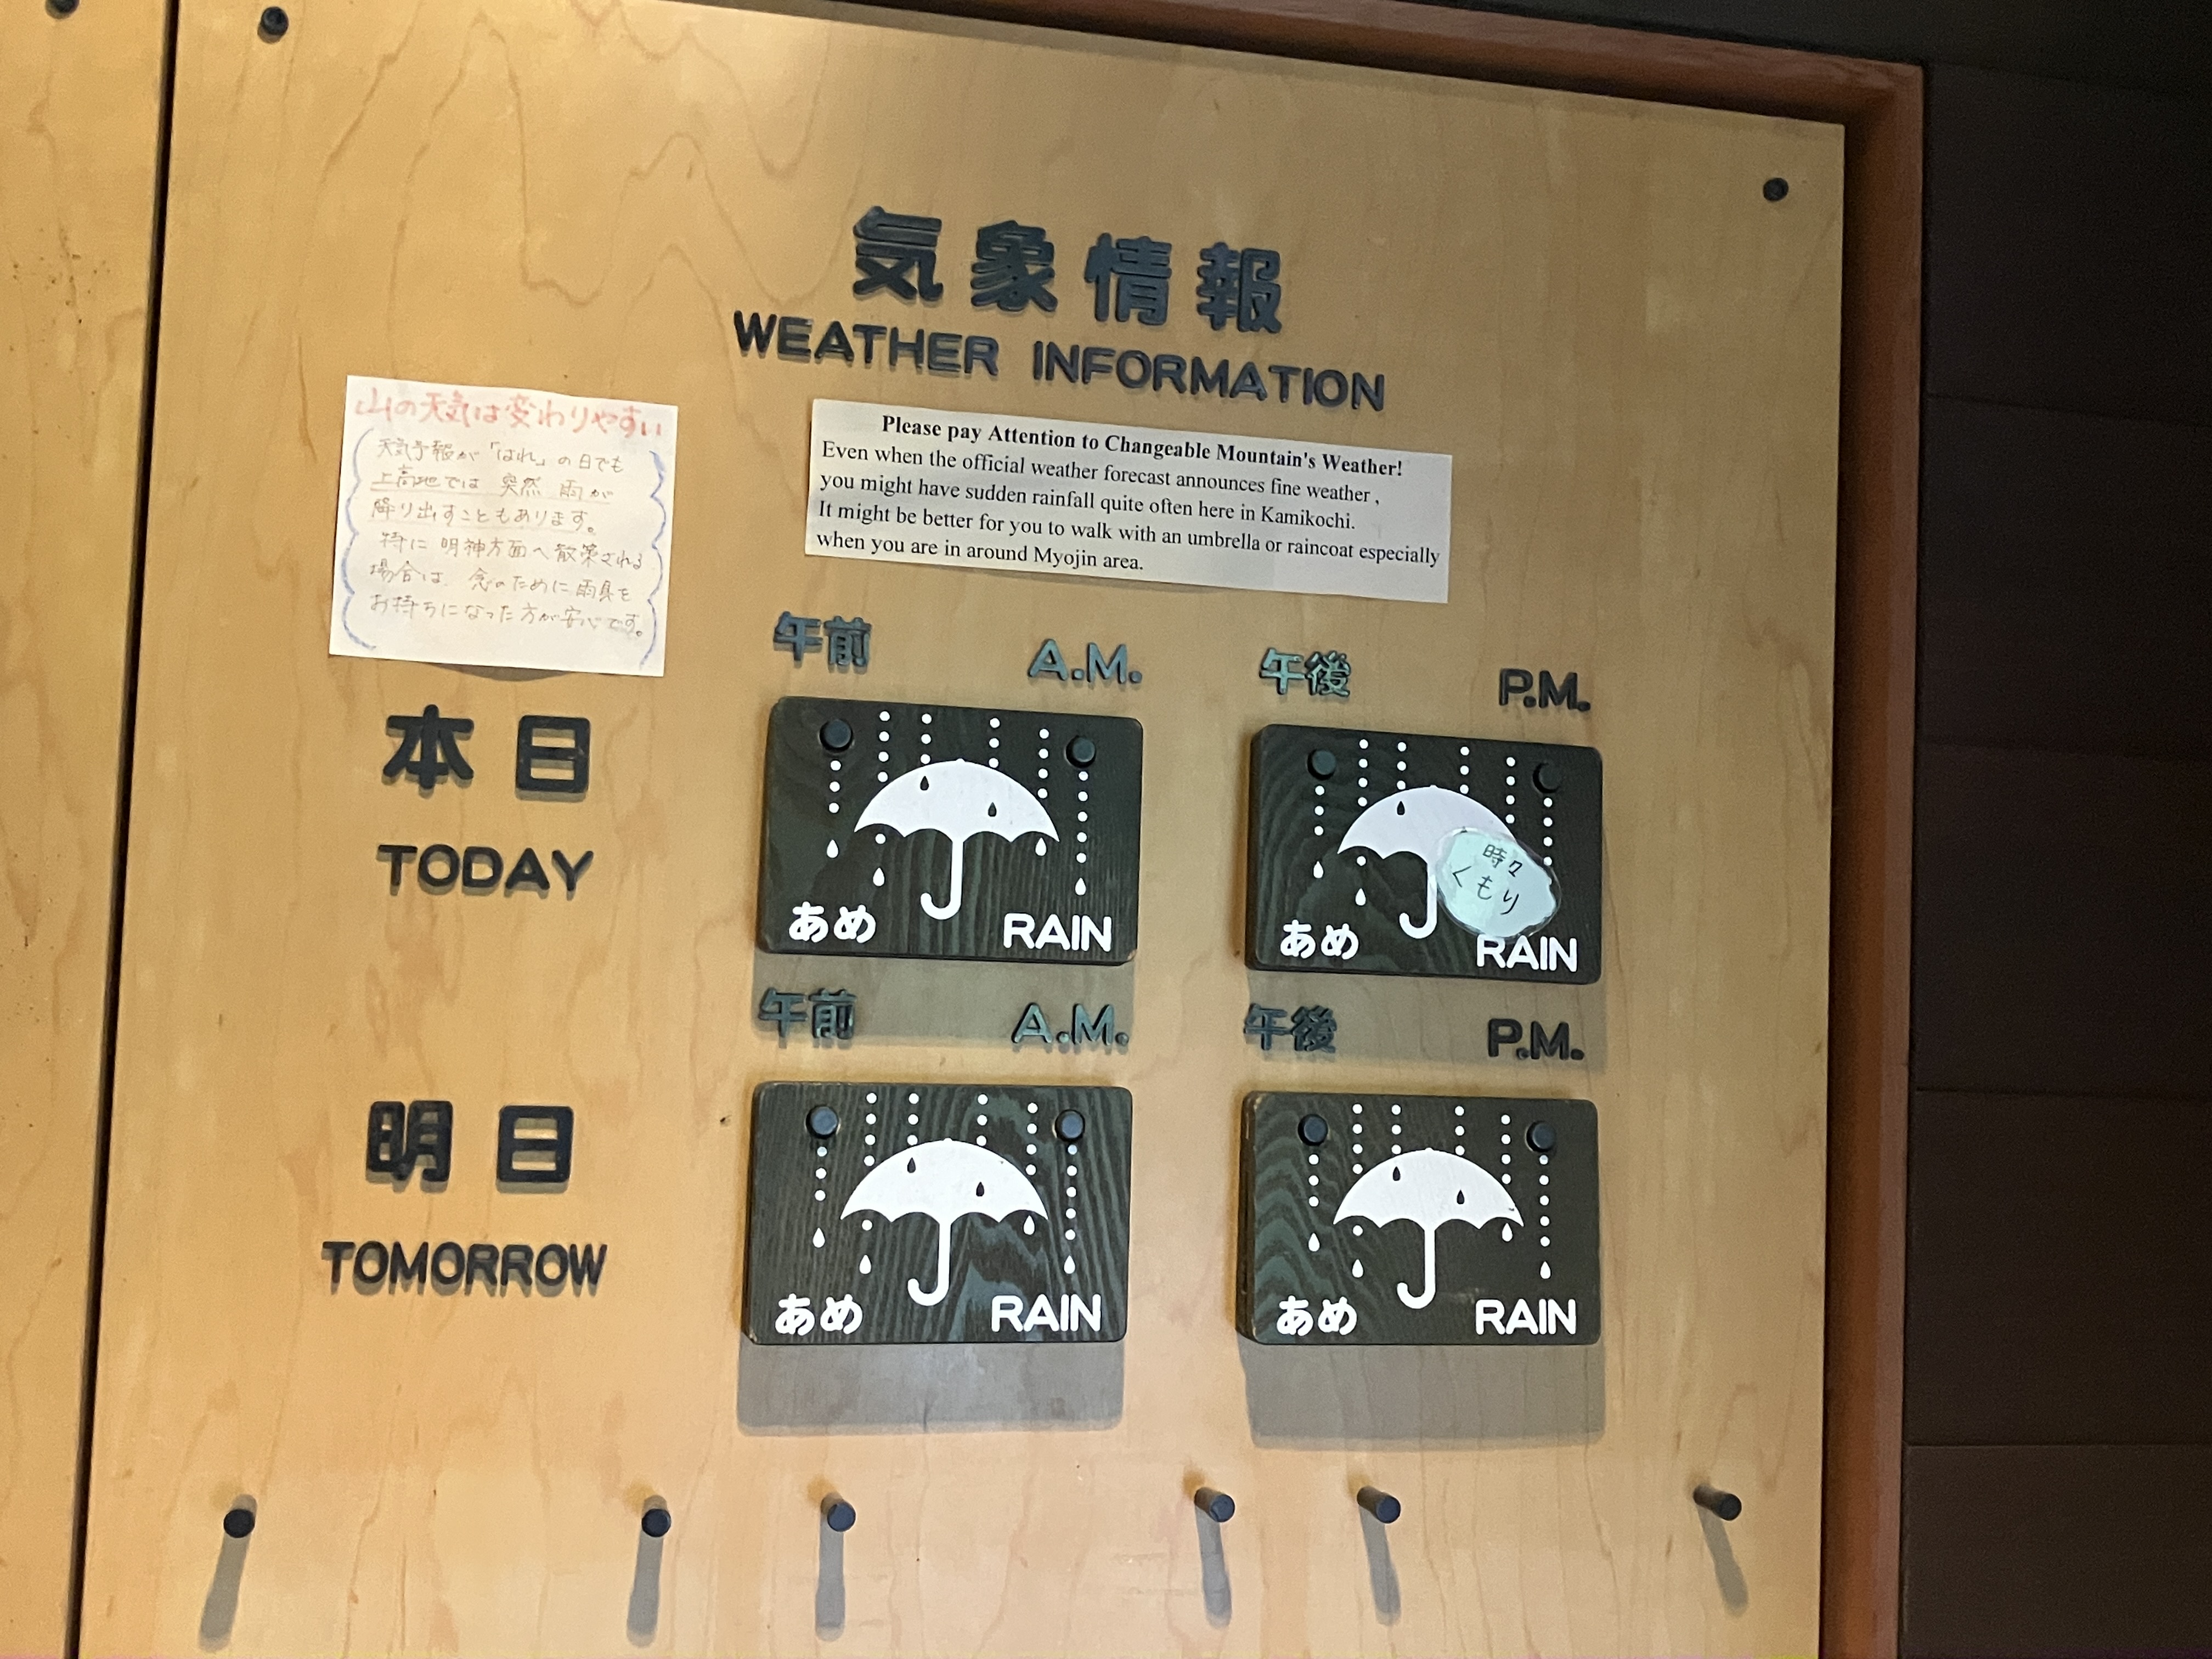 気象情報
WEATHER INFORMATION
山の天気は変わりやすい
天気予報が「はれ」の日でも
上高地では 突然 雨が
降り出すこともあります。
特に 明神方面へ散策される
場合は、念のために雨具を
お持ちになった方が安心です。
Please pay Attention to Changeable Mountain's Weather!
Even when the official weather forecast announces fine weather ,
you might have sudden rainfall quite often here in Kamikochi.
It might be better for you to walk with an umbrella or raincoat especially
when you are in around Myojin area.
午前 A.M. 午後 P.M.
本日
TODAY
あめ RAIN
時々
くもり
あめ RAIN
午前 A.M. 午後 P.M.
明日
TOMORROW
あめ RAIN
あめ RAIN